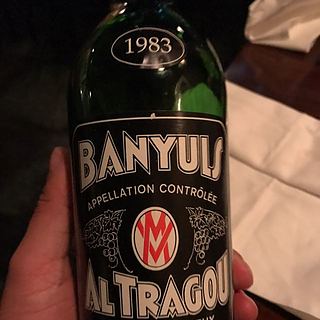 1983
BANYULS
APPELLATION CONTRÔLÉE
VM
AL TRAGOU